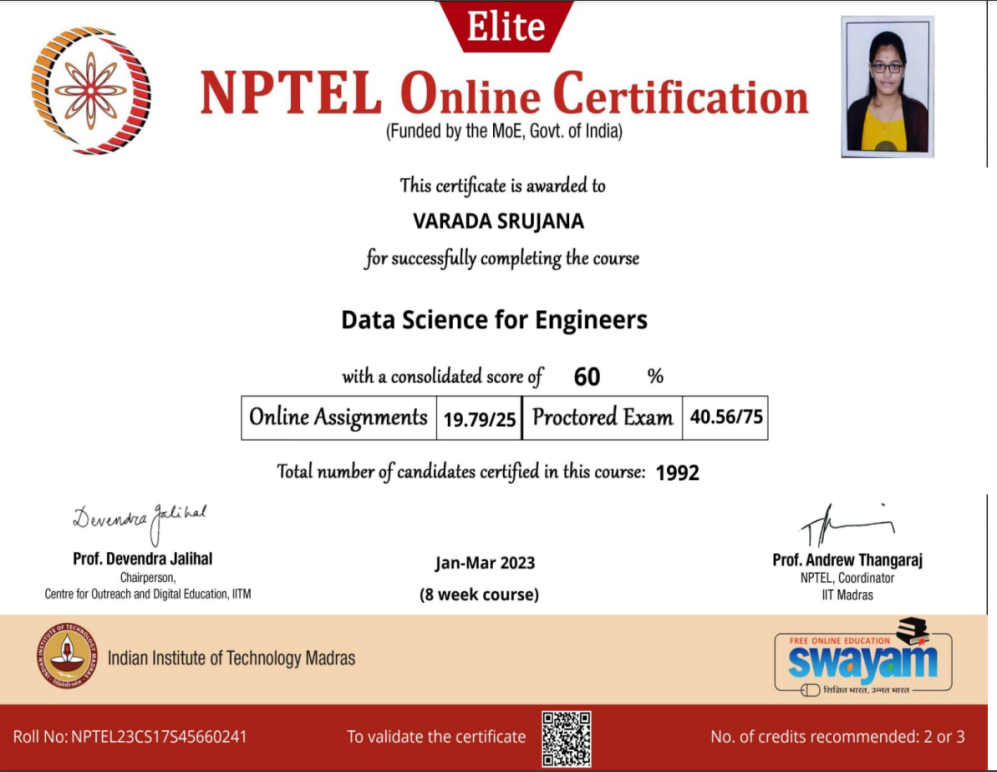 Elite
NPTEL Online Certification
(Funded by the MoE, Govt. of India)
This certificate is awarded to
VARADA SRUJANA
for successfully completing the course
Data Science for Engineers
with a consolidated score of 60 %
Online Assignments 19.79/25 Proctored Exam 40.56/75
Total number of candidates certified in this course: 1992
Devendra Jalihal
Prof. Devendra Jalihal
Chairperson,
Centre for Outreach and Digital Education, IITM
Jan-Mar 2023
(8 week course)
Prof. Andrew Thangaraj
NPTEL, Coordinator
IIT Madras
INDIAN INSTITUTE OF TECHNOLOGY MADRAS
Indian Institute of Technology Madras
FREE ONLINE EDUCATION
swayam
शिक्षित भारत, उन्नत भारत
Roll No: NPTEL23CS17S45660241
To validate the certificate
No. of credits recommended: 2 or 3